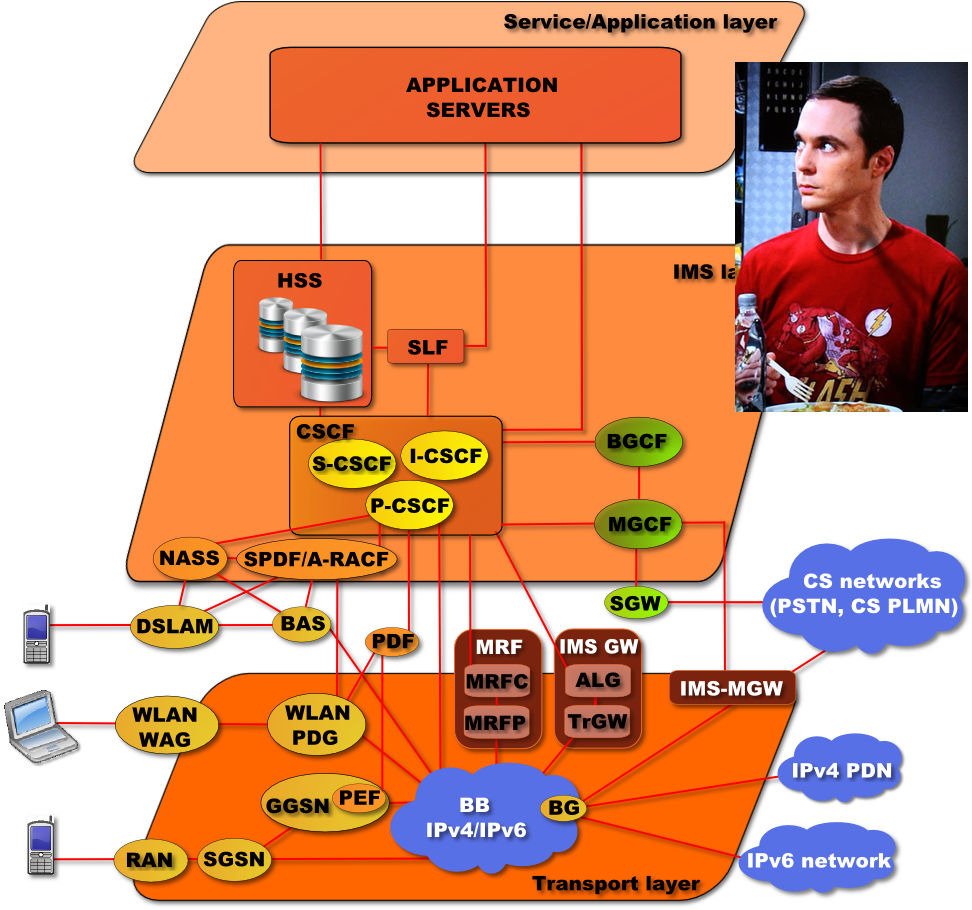 Service/Application layer
APPLICATION
SERVERS
A B C D E
F G H I J
K L M N O
P Q R S
IMS la
HSS
SLF
CSCF
S-CSCF
I-CSCF
P-CSCF
BGCF
MGCF
NASS
SPDF/A-RACF
SGW
CS networks
(PSTN, CS PLMN)
DSLAM
BAS
PDF
MRF
MRFC
MRFP
IMS GW
ALG
TrGW
IMS-MGW
WLAN
WAG
WLAN
PDG
GGSN
PEF
BB
IPv4/IPv6
BG
IPv4 PDN
IPv6 network
RAN
SGSN
Transport layer